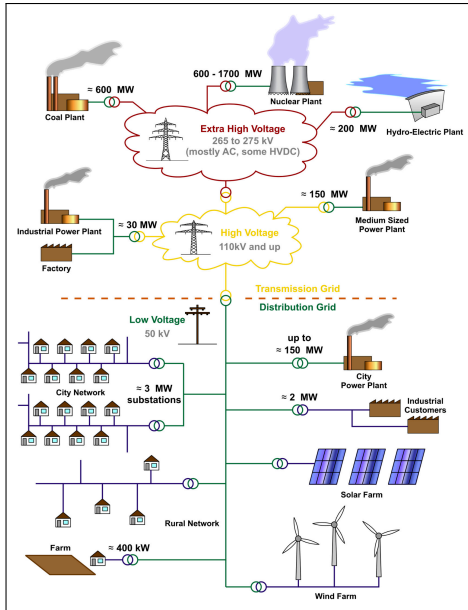 600 - 1700 MW
≈ 600 MW
Nuclear Plant
Coal Plant
Extra High Voltage
265 to 275 kV
(mostly AC, some HVDC)
≈ 200 MW
Hydro-Electric Plant
≈ 150 MW
Industrial Power Plant
≈ 30 MW
High Voltage
110kV and up
Medium Sized
Power Plant
Factory
Transmission Grid
Distribution Grid
Low Voltage
50 kV
up to
≈ 150 MW
City
Power Plant
City Network
≈ 3 MW
substations
≈ 2 MW
Industrial
Customers
Solar Farm
Rural Network
Farm
≈ 400 kW
Wind Farm